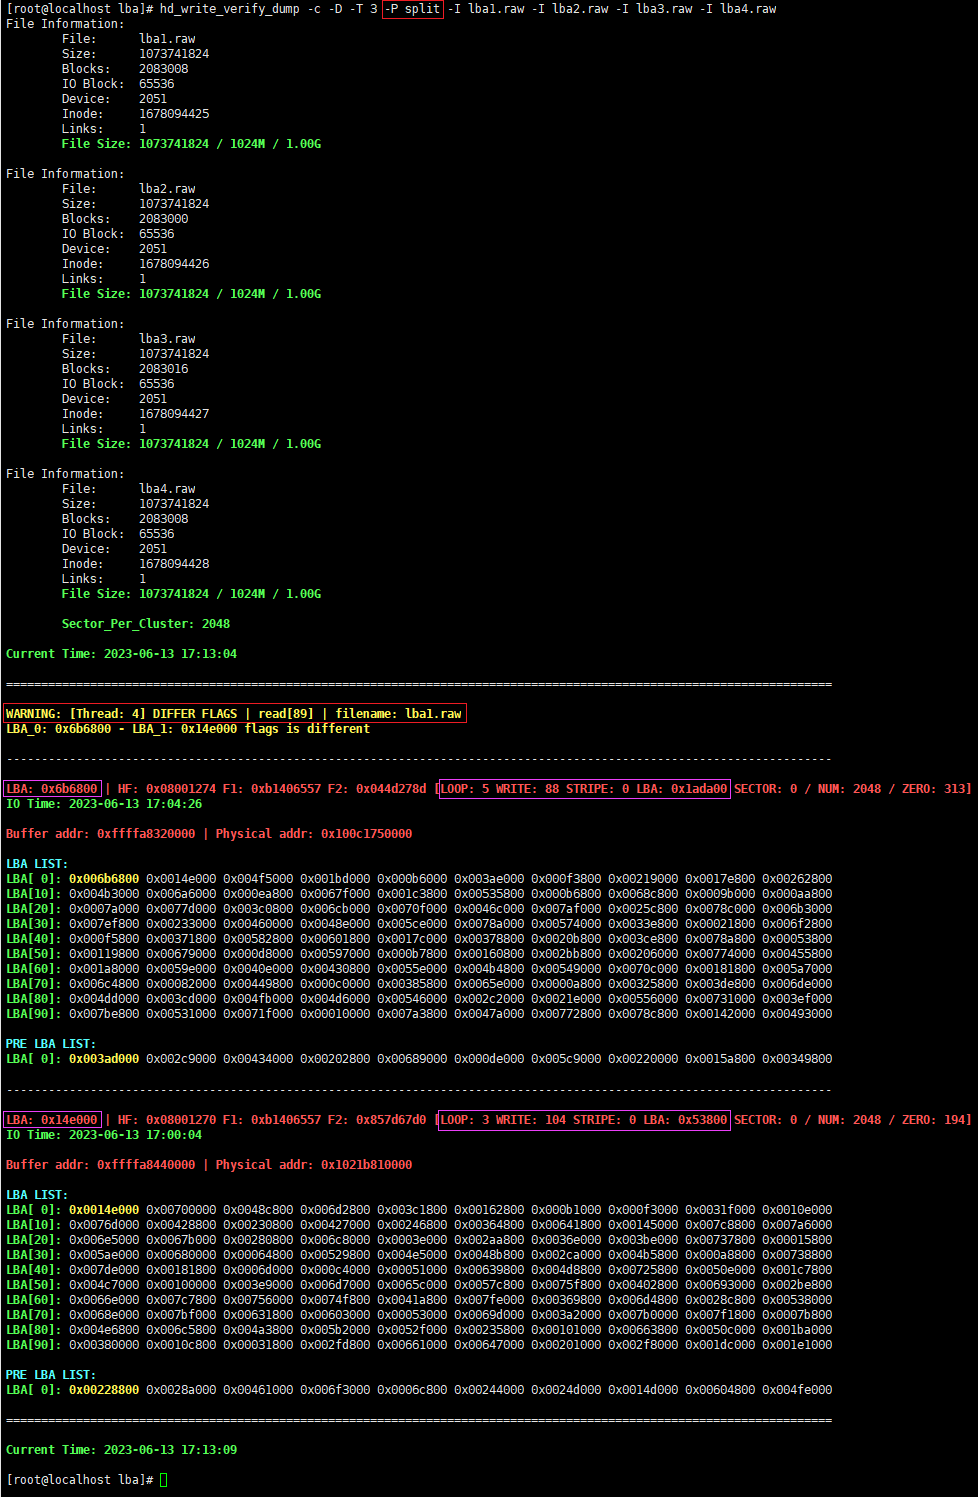 [root@localhost lba]# hd_write_verify_dump -c -D -T 3 -P split -I lba1.raw -I lba2.raw -I lba3.raw -I lba4.raw
File Information:
File: lba1.raw
Size: 1073741824
Blocks: 2083008
IO Block: 65536
Device: 2051
Inode: 1678094425
Links: 1
File Size: 1073741824 / 1024M / 1.00G
File Information:
File: lba2.raw
Size: 1073741824
Blocks: 2083000
IO Block: 65536
Device: 2051
Inode: 1678094426
Links: 1
File Size: 1073741824 / 1024M / 1.00G
File Information:
File: lba3.raw
Size: 1073741824
Blocks: 2083016
IO Block: 65536
Device: 2051
Inode: 1678094427
Links: 1
File Size: 1073741824 / 1024M / 1.00G
File Information:
File: lba4.raw
Size: 1073741824
Blocks: 2083008
IO Block: 65536
Device: 2051
Inode: 1678094428
Links: 1
File Size: 1073741824 / 1024M / 1.00G
Sector_Per_Cluster: 2048
Current Time: 2023-06-13 17:13:04
======================================================================================================================
WARNING: [Thread: 4] DIFFER FLAGS | read[89] | filename: lba1.raw
LBA_0: 0x6b6800 - LBA_1: 0x14e000 flags is different
----------------------------------------------------------------------------------------------------------------------
LBA: 0x6b6800 | HF: 0x08001274 F1: 0xb1406557 F2: 0x044d278d [LOOP: 5 WRITE: 88 STRIPE: 0 LBA: 0x1ada00 SECTOR: 0 / NUM: 2048 / ZERO: 313]
IO Time: 2023-06-13 17:04:26
Buffer addr: 0xffffa8320000 | Physical addr: 0x100c1750000
LBA LIST:
LBA[ 0]: 0x006b6800 0x0014e000 0x004f5000 0x001bd000 0x000b6000 0x003ae000 0x000f3800 0x00219000 0x0017e800 0x00262800
LBA[10]: 0x004b3000 0x006a6000 0x000ea800 0x0067f000 0x001c3800 0x00535800 0x000b6800 0x0068c800 0x0009b000 0x000aa800
LBA[20]: 0x0007a000 0x0077d000 0x003c0800 0x006cb000 0x0070f000 0x0046c000 0x007af000 0x0025c800 0x0078c000 0x006b3000
LBA[30]: 0x007ef800 0x00233000 0x00460000 0x0048e000 0x005ce000 0x0078a000 0x00574000 0x0033e800 0x00021800 0x006f2800
LBA[40]: 0x000f5800 0x00371800 0x00582800 0x00601800 0x0017c000 0x00378800 0x0020b800 0x003ce800 0x0078a800 0x00053800
LBA[50]: 0x00119800 0x00679000 0x000d8000 0x00597000 0x000b7800 0x00160800 0x002bb800 0x00206000 0x00774000 0x00455800
LBA[60]: 0x001a8000 0x0059e000 0x0040e000 0x00430800 0x0055e000 0x004b4800 0x00549000 0x0070c000 0x00181800 0x005a7000
LBA[70]: 0x006c4800 0x00082000 0x00449800 0x000c0000 0x00385800 0x0065e000 0x0000a800 0x00325800 0x003de800 0x006de000
LBA[80]: 0x004dd000 0x003cd000 0x004fb000 0x004d6000 0x00546000 0x002c2000 0x0021e000 0x00556000 0x00731000 0x003ef000
LBA[90]: 0x007be800 0x00531000 0x0071f000 0x00010000 0x007a3800 0x0047a000 0x00772800 0x0078c800 0x00142000 0x00493000
PRE LBA LIST:
LBA[ 0]: 0x003ad000 0x002c9000 0x00434000 0x00202800 0x00689000 0x000de000 0x005c9000 0x00220000 0x0015a800 0x00349800
----------------------------------------------------------------------------------------------------------------------
LBA: 0x14e000 | HF: 0x08001270 F1: 0xb1406557 F2: 0x857d67d0 [LOOP: 3 WRITE: 104 STRIPE: 0 LBA: 0x53800 SECTOR: 0 / NUM: 2048 / ZERO: 194]
IO Time: 2023-06-13 17:00:04
Buffer addr: 0xffffa8440000 | Physical addr: 0x1021b810000
LBA LIST:
LBA[ 0]: 0x0014e000 0x00700000 0x0048c800 0x006d2800 0x003c1800 0x00162800 0x000b1000 0x000f3000 0x0031f000 0x0010e000
LBA[10]: 0x0076d000 0x00428800 0x00230800 0x00427000 0x00246800 0x00364800 0x00641800 0x00145000 0x007c8800 0x007a6000
LBA[20]: 0x006e5000 0x0067b000 0x00280800 0x006c8000 0x0003e000 0x002aa800 0x0036e000 0x003be000 0x00737800 0x00015800
LBA[30]: 0x005ae000 0x00680000 0x00064800 0x00529800 0x004e5000 0x0048b800 0x002ca000 0x004b5800 0x000a8800 0x00738800
LBA[40]: 0x007de000 0x00181800 0x0006d000 0x000c4000 0x00051000 0x00639800 0x004d8800 0x00725800 0x0050e000 0x001c7800
LBA[50]: 0x004c7000 0x00100000 0x003e9000 0x006d7000 0x0065c000 0x0057c800 0x0075f800 0x00402800 0x00693000 0x002be800
LBA[60]: 0x0066e000 0x007c7800 0x00756000 0x0074f800 0x0041a800 0x007fe000 0x00369800 0x006d4800 0x0028c800 0x00538000
LBA[70]: 0x0068e000 0x007bf000 0x00631800 0x00603000 0x00053000 0x0069d000 0x003a2000 0x007b0000 0x007f1800 0x0007b800
LBA[80]: 0x004e6800 0x006c5800 0x004a3800 0x005b2000 0x0052f000 0x00235800 0x00101000 0x00663800 0x0050c000 0x001ba000
LBA[90]: 0x00380000 0x0010c800 0x00031800 0x002fd800 0x00661000 0x00647000 0x00201000 0x002f8000 0x001dc000 0x001e1000
PRE LBA LIST:
LBA[ 0]: 0x00228800 0x0028a000 0x00461000 0x006f3000 0x0006c800 0x00244000 0x0024d000 0x0014d000 0x00604800 0x004fe000
======================================================================================================================
Current Time: 2023-06-13 17:13:09
[root@localhost lba]#